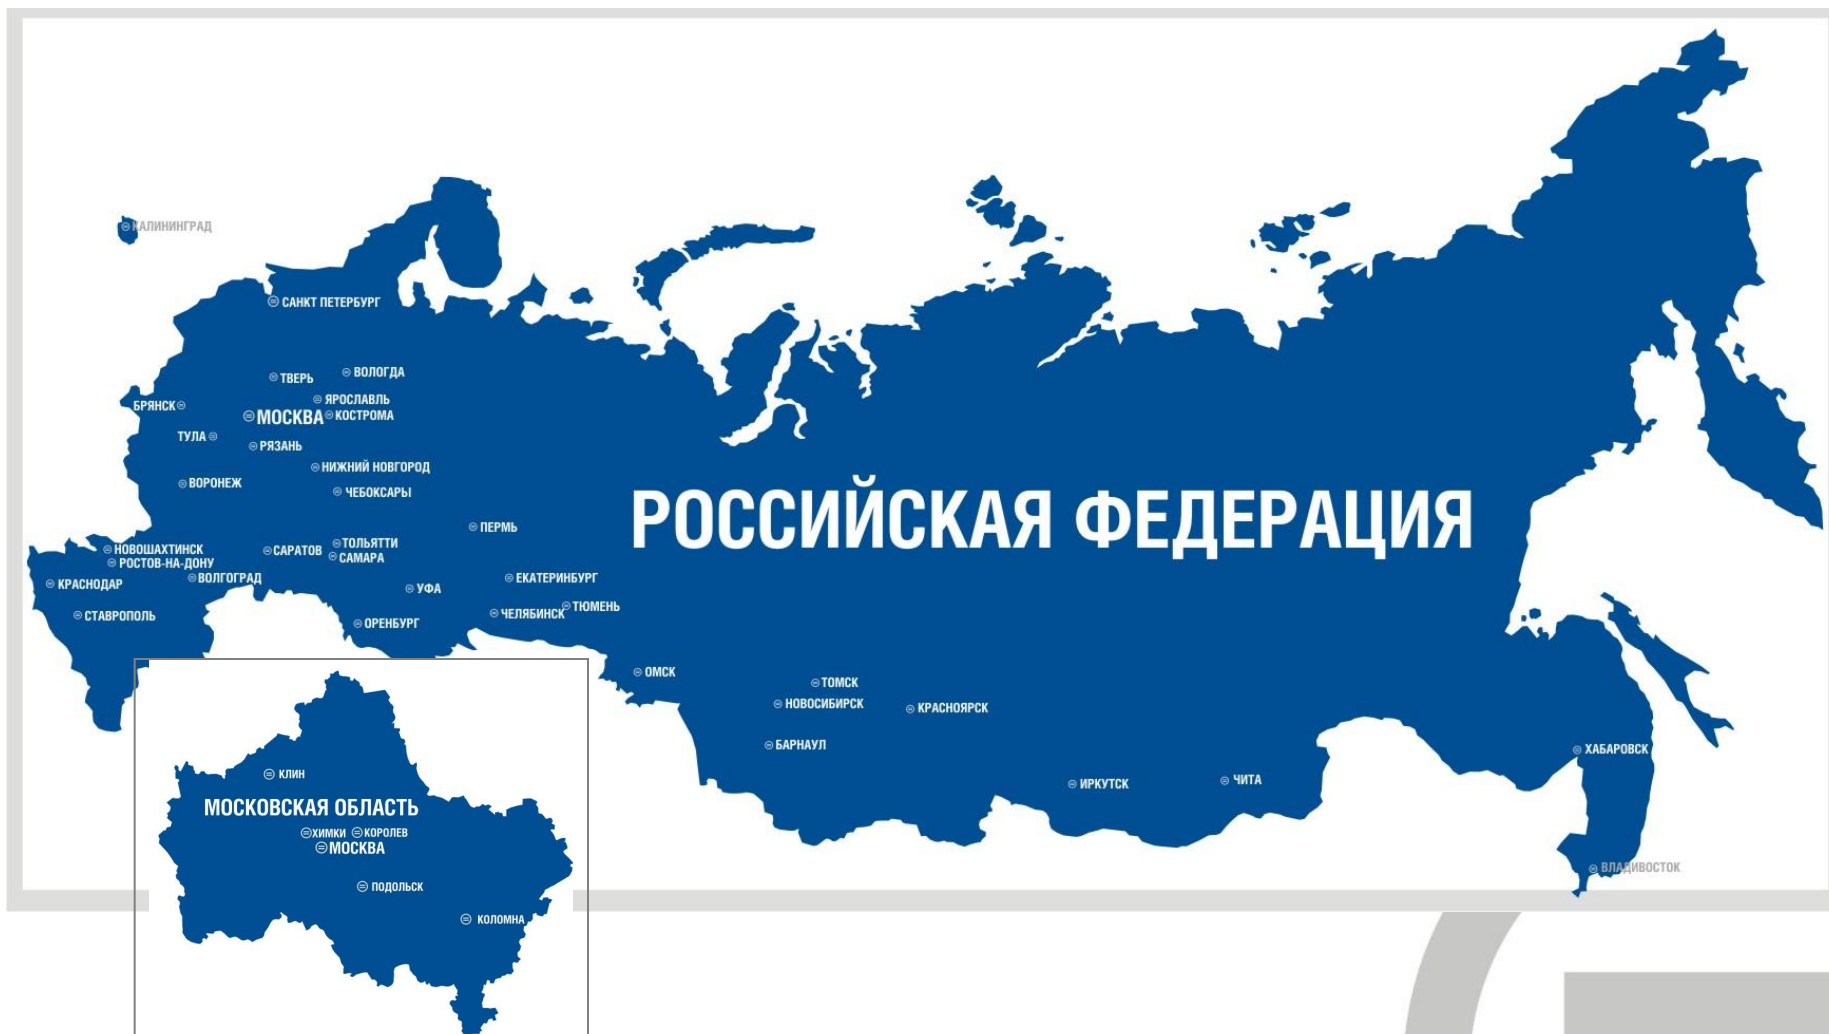 КАЛИНИНГРАД
САНКТ ПЕТЕРБУРГ
ВОЛОГДА
ТВЕРЬ
ЯРОСЛАВЛЬ
БРЯНСК
МОСКВА
КОСТРОМА
ТУЛА
РЯЗАНЬ
НИЖНИЙ НОВГОРОД
ВОРОНЕЖ
ЧЕБОКСАРЫ
РОССИЙСКАЯ ФЕДЕРАЦИЯ
ПЕРМЬ
ТОЛЬЯТТИ
НОВОШАХТИНСК
САРАТОВ
САМАРА
РОСТОВ-НА-ДОНУ
ВОЛГОГРАД
ЕКАТЕРИНБУРГ
КРАСНОДАР
УФА
ТЮМЕНЬ
ЧЕЛЯБИНСК
СТАВРОПОЛЬ
ОРЕНБУРГ
ОМСК
ТОМСК
НОВОСИБИРСК
КРАСНОЯРСК
БАРНАУЛ
ХАБАРОВСК
ИРКУТСК
ЧИТА
ВЛАДИВОСТОК
КЛИН
МОСКОВСКАЯ ОБЛАСТЬ
ХИМКИ
КОРОЛЕВ
МОСКВА
ПОДОЛЬСК
КОЛОМНА